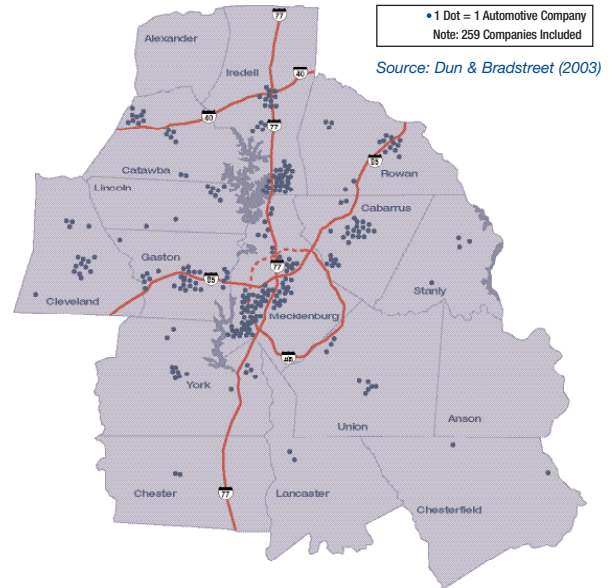 • 1 Dot = 1 Automotive Company
Note: 259 Companies Included
Source: Dun & Bradstreet (2003)
77
Alexander
Iredell
40
40
77
85
Catawba
Rowan
Lincoln
Cabarrus
Gaston
77
85
Stanly
Cleveland
Mecklenburg
485
York
Anson
Union
Chester
77
Lancaster
Chesterfield